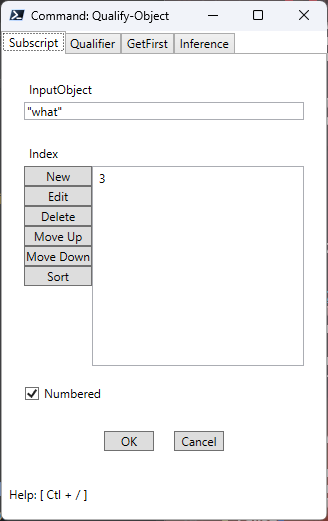 Command: Qualify-Object
Subscript Qualifier GetFirst Inference
InputObject
"what"
Index
New
3
Edit
Delete
Move Up
Move Down
Sort
Numbered
OK Cancel
Help: [ Ctl + / ]